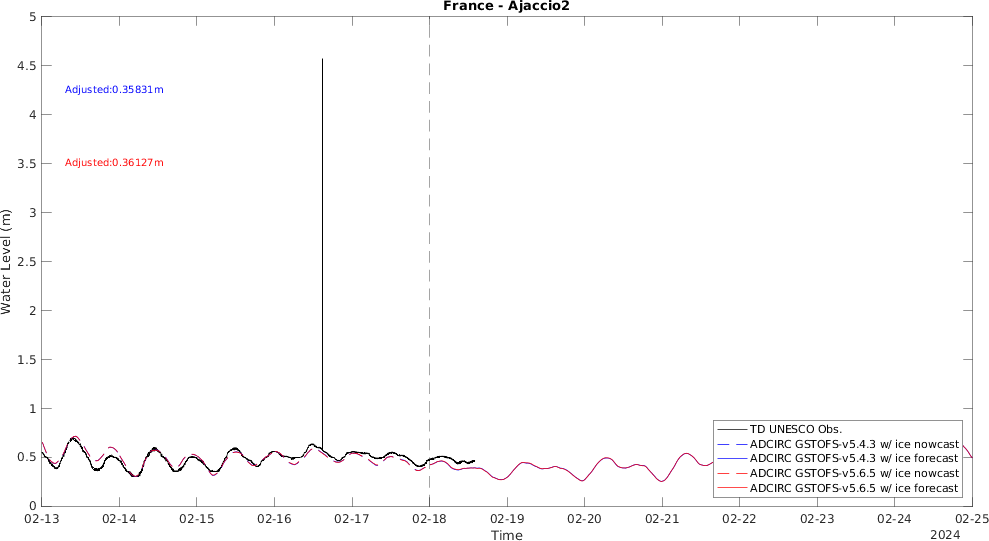 France - Ajaccio2
5
4.5
4
3.5
3
2.5
2
1.5
1
0.5
0
Water Level (m)
Adjusted:0.35831m
Adjusted:0.36127m
TD UNESCO Obs.
ADCIRC GSTOFS-v5.4.3 w/ ice nowcast
ADCIRC GSTOFS-v5.4.3 w/ ice forecast
ADCIRC GSTOFS-v5.6.5 w/ ice nowcast
ADCIRC GSTOFS-v5.6.5 w/ ice forecast
02-13 02-14 02-15 02-16 02-17 02-18 02-19 02-20 02-21 02-22 02-23 02-24 02-25
Time
2024